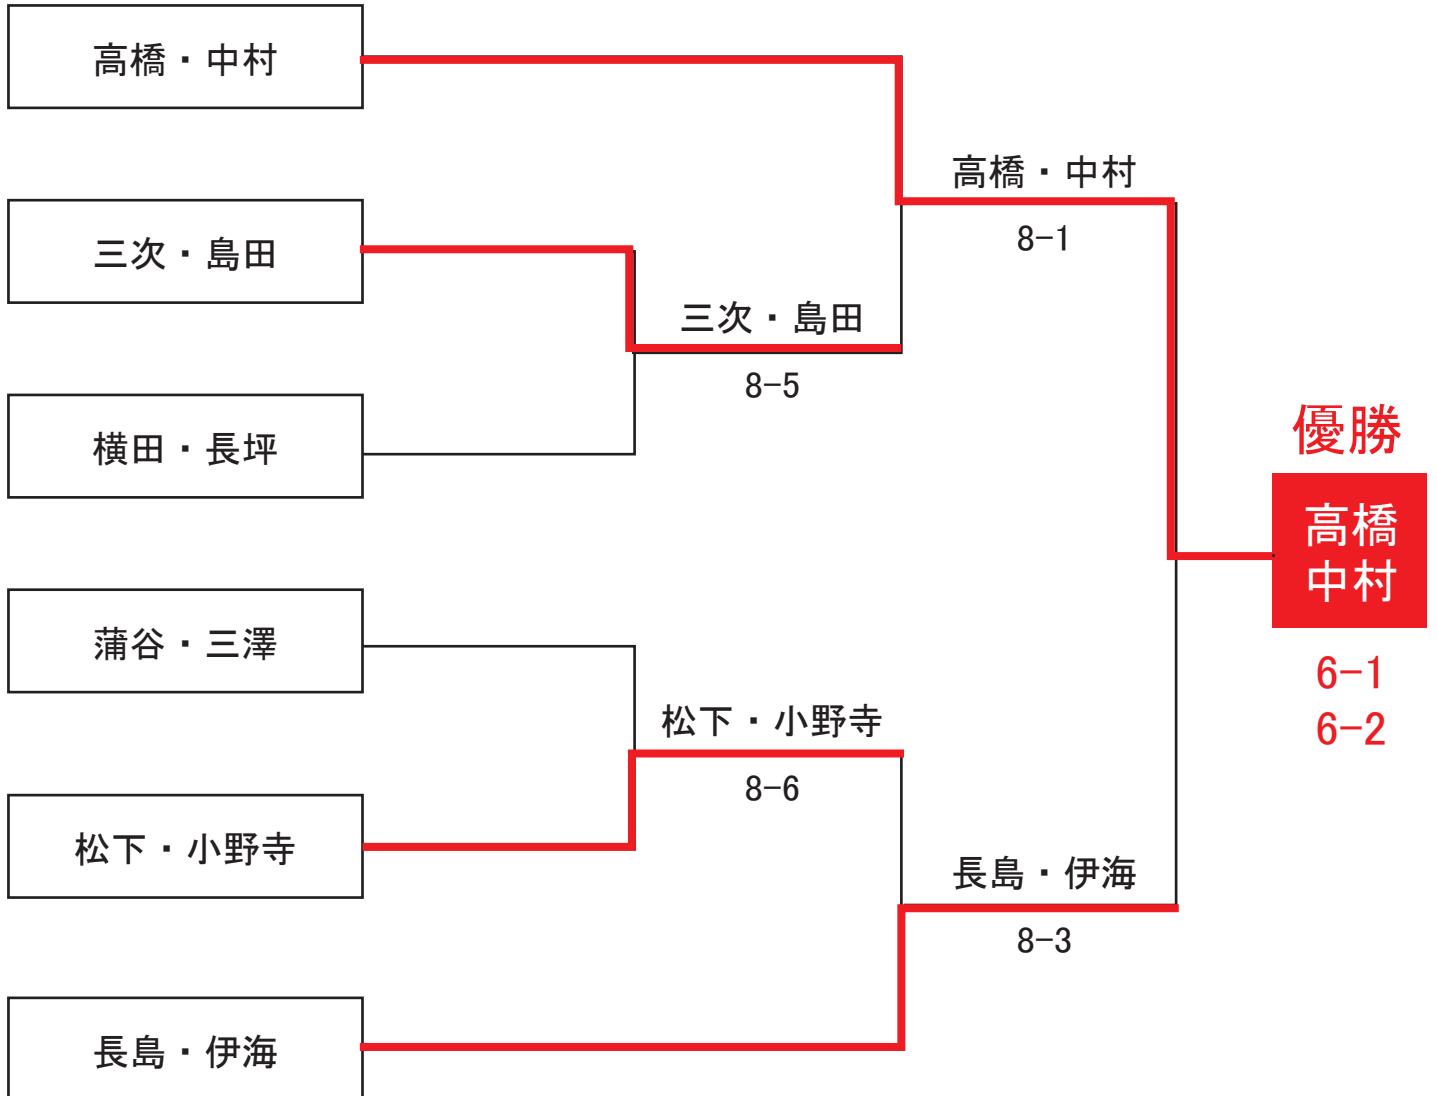 高橋・中村
三次・島田
横田・長坪
蒲谷・三澤
松下・小野寺
長島・伊海
三次・島田
8-5
松下・小野寺
8-6
高橋・中村
8-1
長島・伊海
8-3
優勝
高橋
中村
6-1
6-2